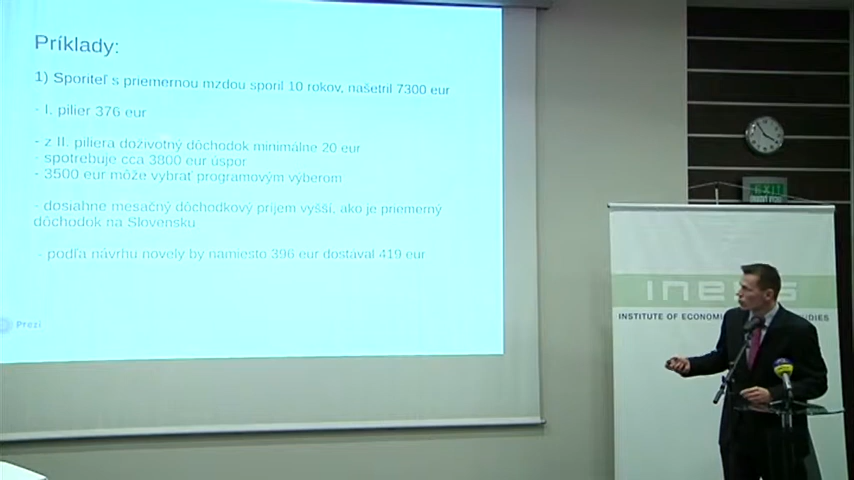 Príklady:
1) Sporiteľ s priemernou mzdou sporil 10 rokov, našetril 7300 eur
- I. pilier 376 eur
- z II. piliera doživotný dôchodok minimálne 20 eur
- spotrebuje cca 3800 eur úspor
- 3500 eur môže vybrať programovým výberom
- dosiahne mesačný dôchodkový príjem vyšší, ako je priemerný
dôchodok na Slovensku
- podľa návrhu novely by namiesto 396 eur dostával 419 eur
Prezi
EXIT
INSTITUTE OF